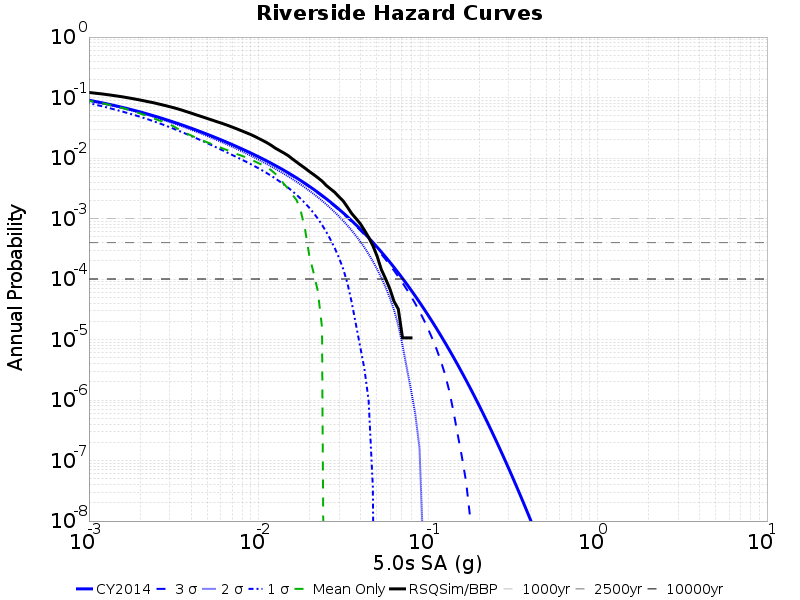 Riverside Hazard Curves
10^0
10^-1
10^-2
10^-3
10^-4
10^-5
10^-6
10^-7
10^-8
Annual Probability
10^-3 10^-2 10^-1 10^0 10^1
5.0s SA (g)
CY2014 3 σ 2 σ 1 σ Mean Only RSQSim/BBP 1000yr 2500yr 10000yr